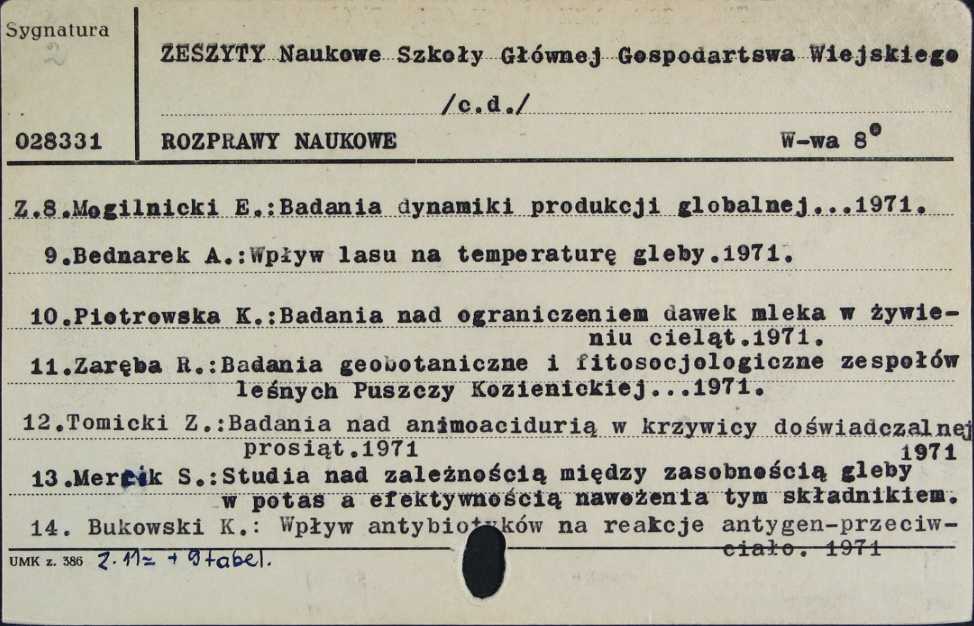 Sygnatura
2
ZESZYTY Naukowe Szkoły Głównej Gospodartswa Wiejskiego
/c.d./
028331
ROZPRAWY NAUKOWE W-wa 8°
Z.8.Mogilnicki E.:Badania dynamiki produkcji globalnej...1971.
9.Bednarek A.:Wpływ lasu na temperaturę gleby.1971.
10.Piotrowska K.:Badania nad ograniczeniem dawek mleka w żywie-
niu cieląt.1971.
11.Zaręba R.:Badania geobotaniczne i fitosocjologiczne zespołów
leśnych Puszczy Kozienickiej...1971.
12.Tomicki Z.:Badania nad animoacidurią w krzywicy doświadczalnej
prosiąt.1971 1971
13.Mercik S.:Studia nad zależnością między zasobnością gleby
w potas a efektywnością nawożenia tym składnikiem.
14. Bukowski K.: Wpływ antybiotyków na reakcje antygen-przeciw-
ciało. 1971
UMK z. 386 Z. 11= + 9 tabel.